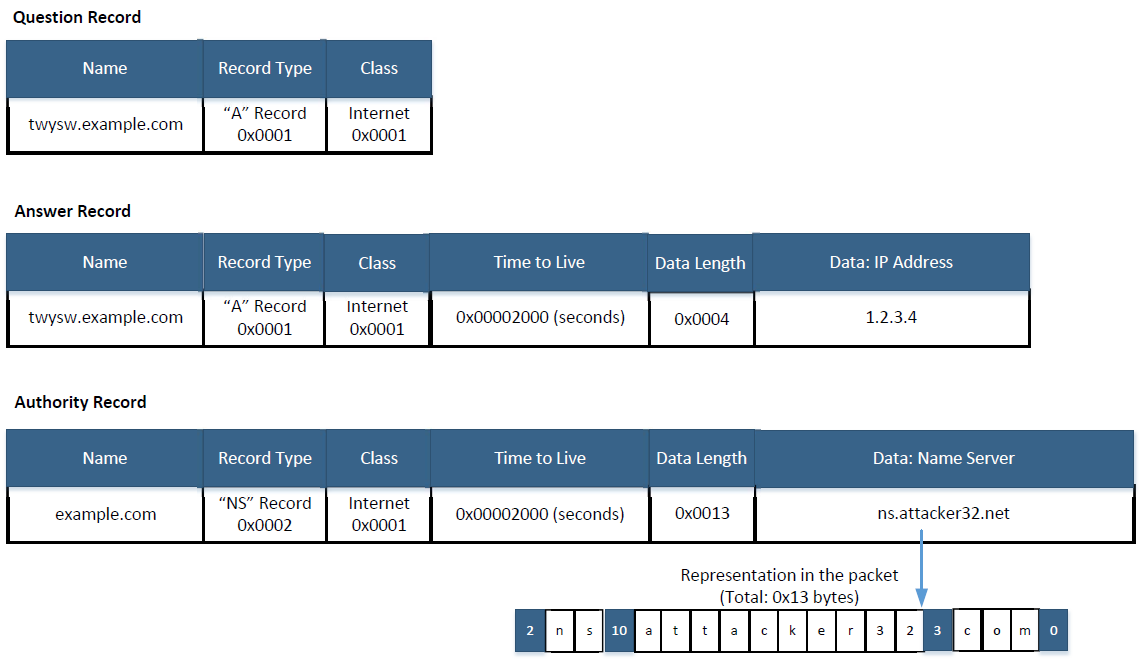 Question Record
Name Record Type Class
twysw.example.com “A” Record 0x0001 Internet 0x0001
Answer Record
Name Record Type Class Time to Live Data Length Data: IP Address
twysw.example.com “A” Record 0x0001 Internet 0x0001 0x00002000 (seconds) 0x0004 1.2.3.4
Authority Record
Name Record Type Class Time to Live Data Length Data: Name Server
example.com “NS” Record 0x0002 Internet 0x0001 0x00002000 (seconds) 0x0013 ns.attacker32.net
Representation in the packet
(Total: 0x13 bytes)
2 n s 10 a t t a c k e r 3 2 3 c o m 0